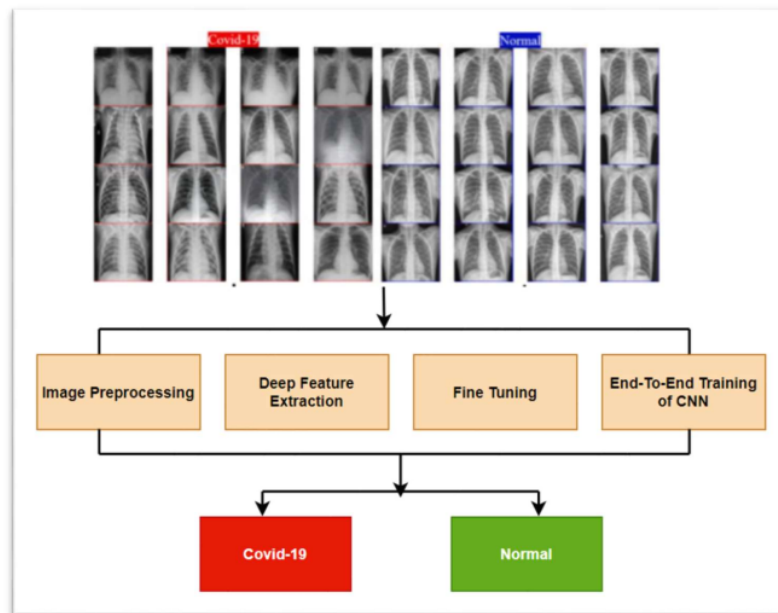 Covid-19
Normal
Image Preprocessing
Deep Feature
Extraction
Fine Tuning
End-To-End Training
of CNN
Covid-19
Normal